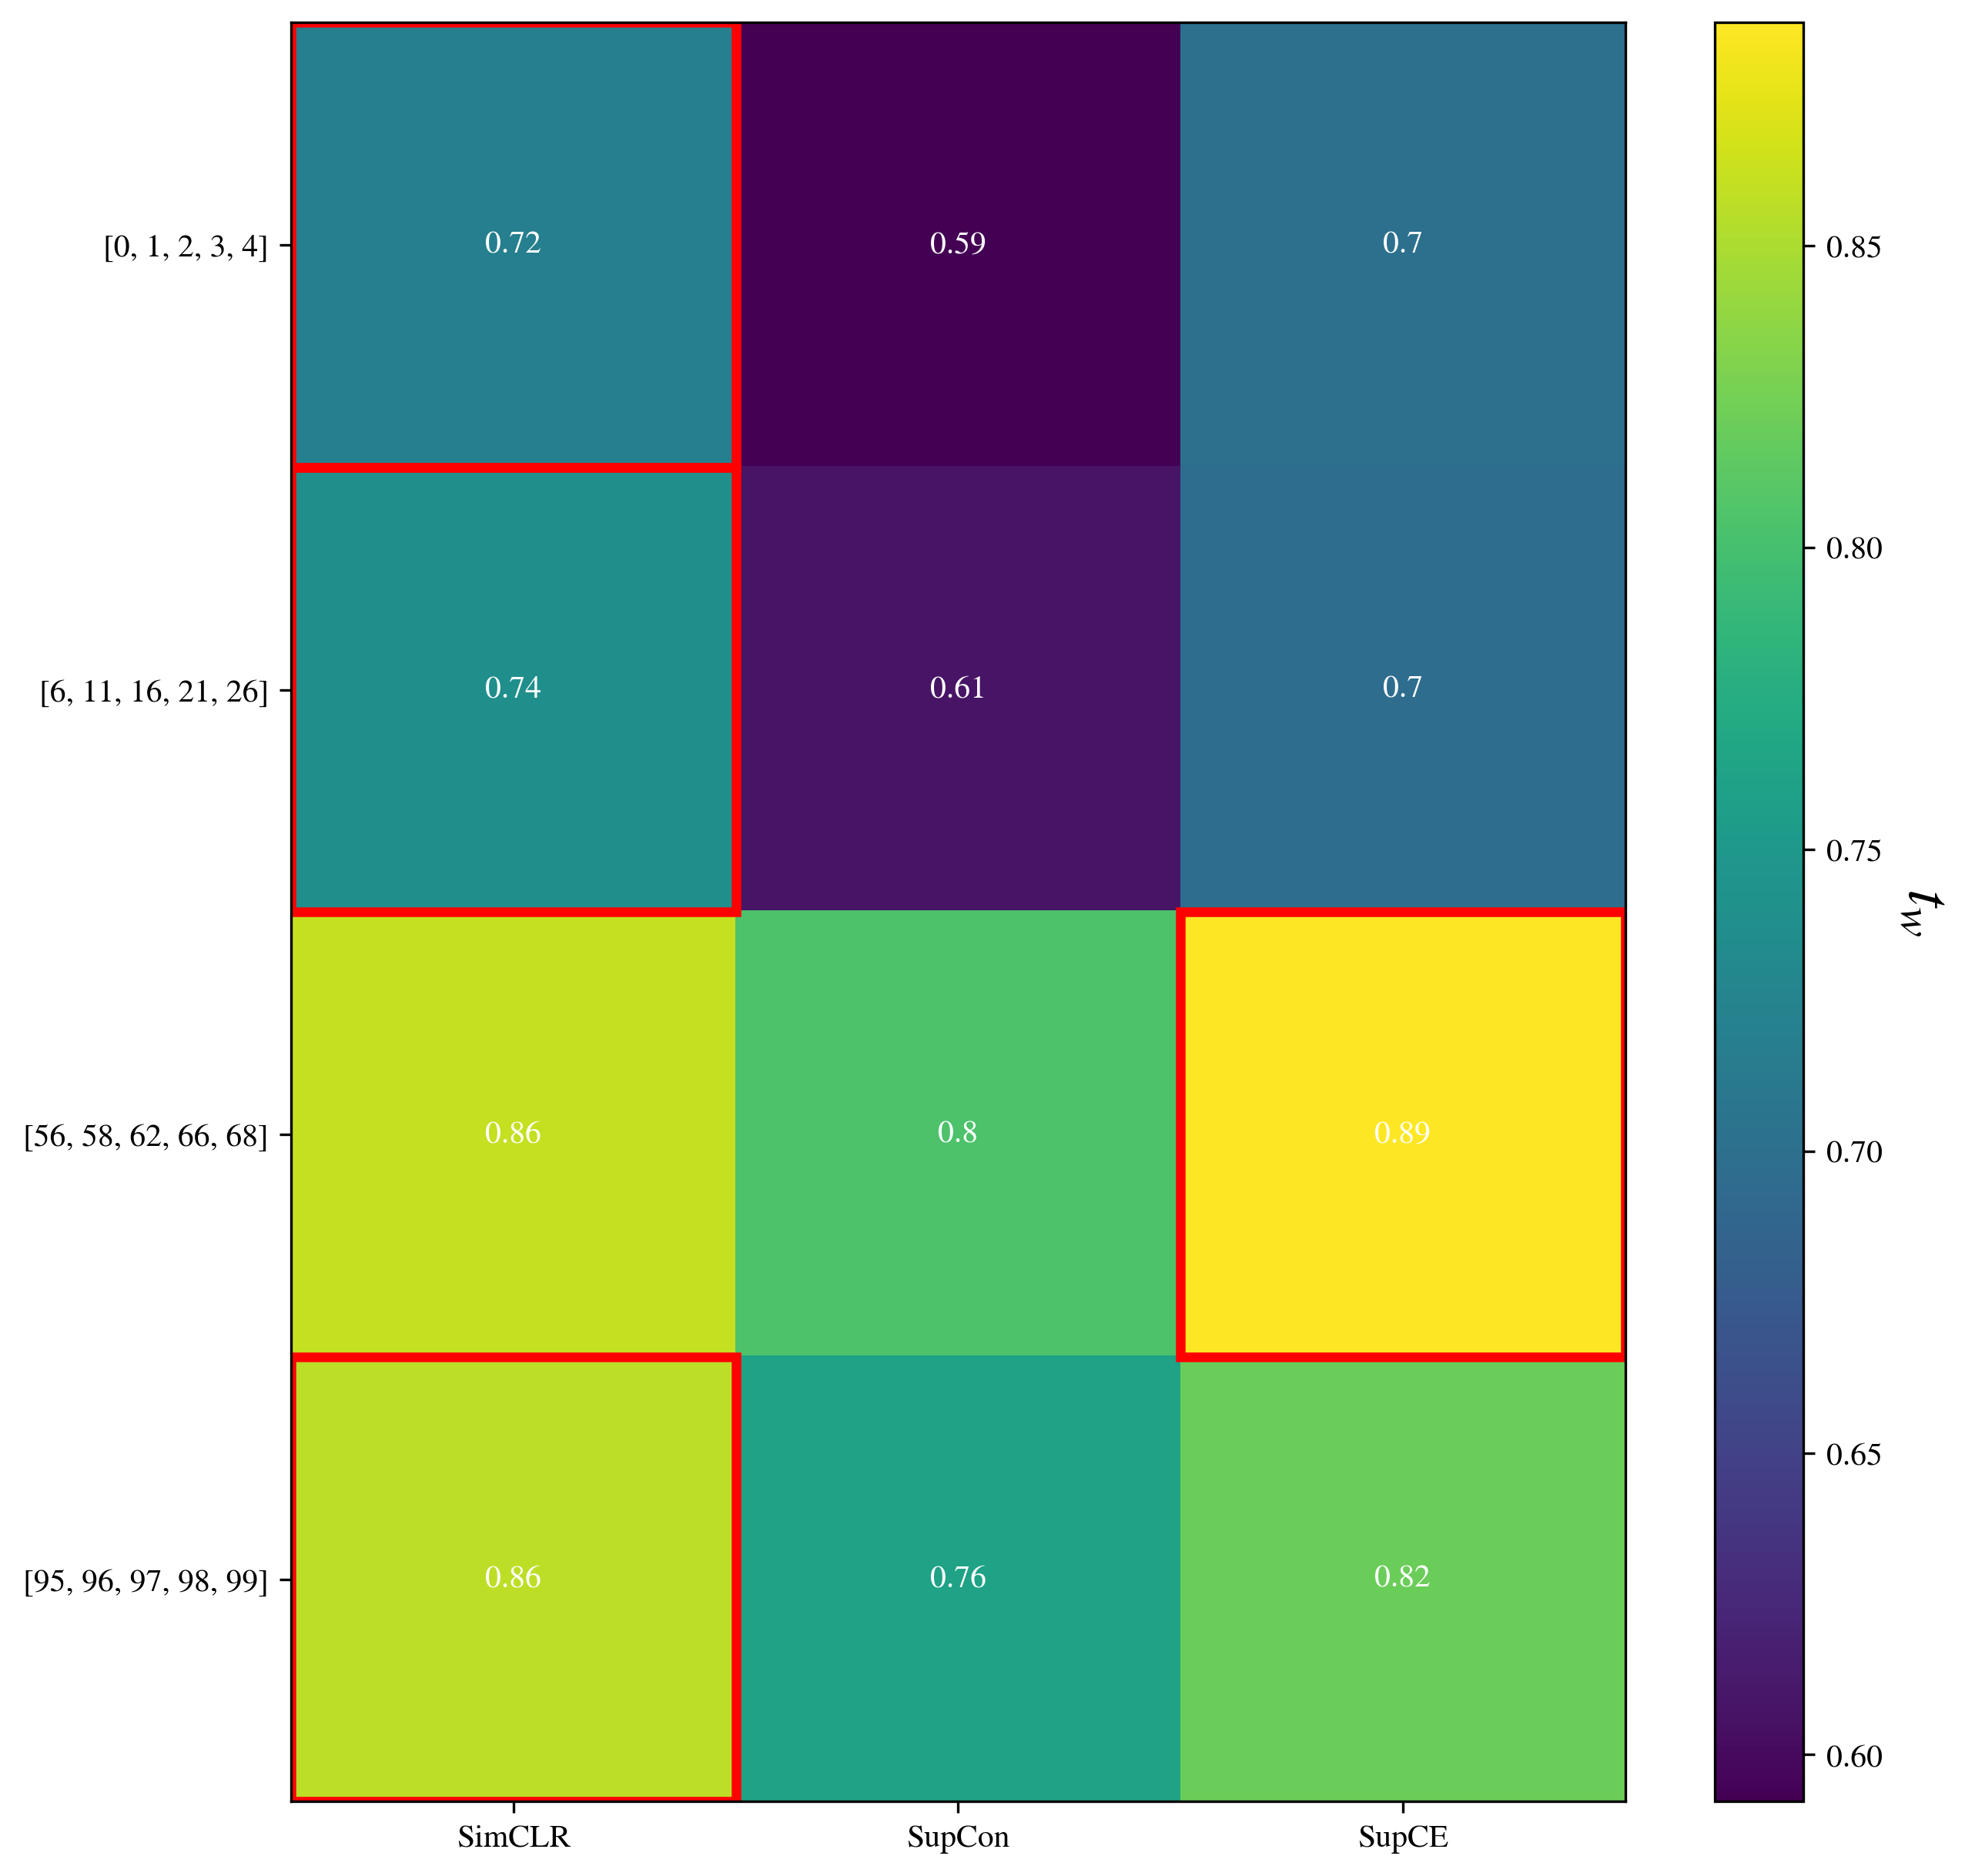 [0, 1, 2, 3, 4]
0.72 0.59 0.7
[6, 11, 16, 21, 26]
0.74 0.61 0.7
[56, 58, 62, 66, 68]
0.86 0.8 0.89
[95, 96, 97, 98, 99]
0.86 0.76 0.82
SimCLR SupCon SupCE
0.85
0.80
0.75
0.70
0.65
0.60
t_w